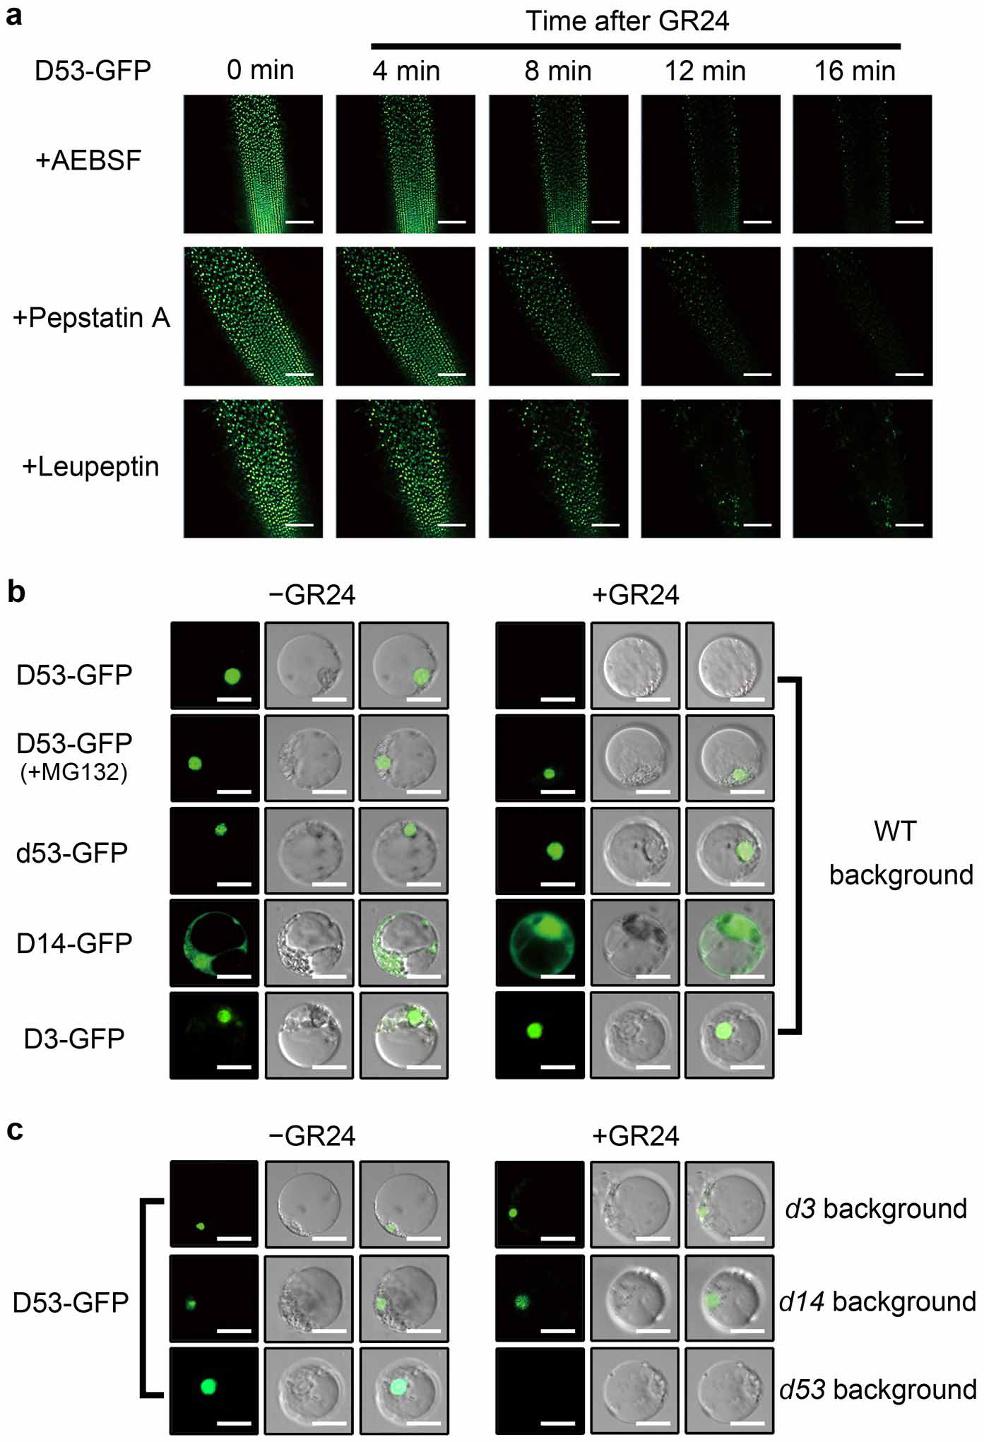 a
Time after GR24
D53-GFP 0 min 4 min 8 min 12 min 16 min
+AEBSF
+Pepstatin A
+Leupeptin
b
−GR24 +GR24
D53-GFP
D53-GFP
(+MG132)
d53-GFP
D14-GFP
D3-GFP
WT
background
c
−GR24 +GR24
d3 background
D53-GFP
d14 background
d53 background